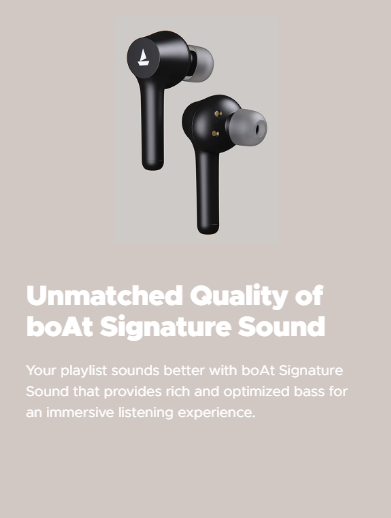 Unmatched Quality of
boAt Signature Sound
Your playlist sounds better with boAt Signature
Sound that provides rich and optimized bass for
an immersive listening experience.